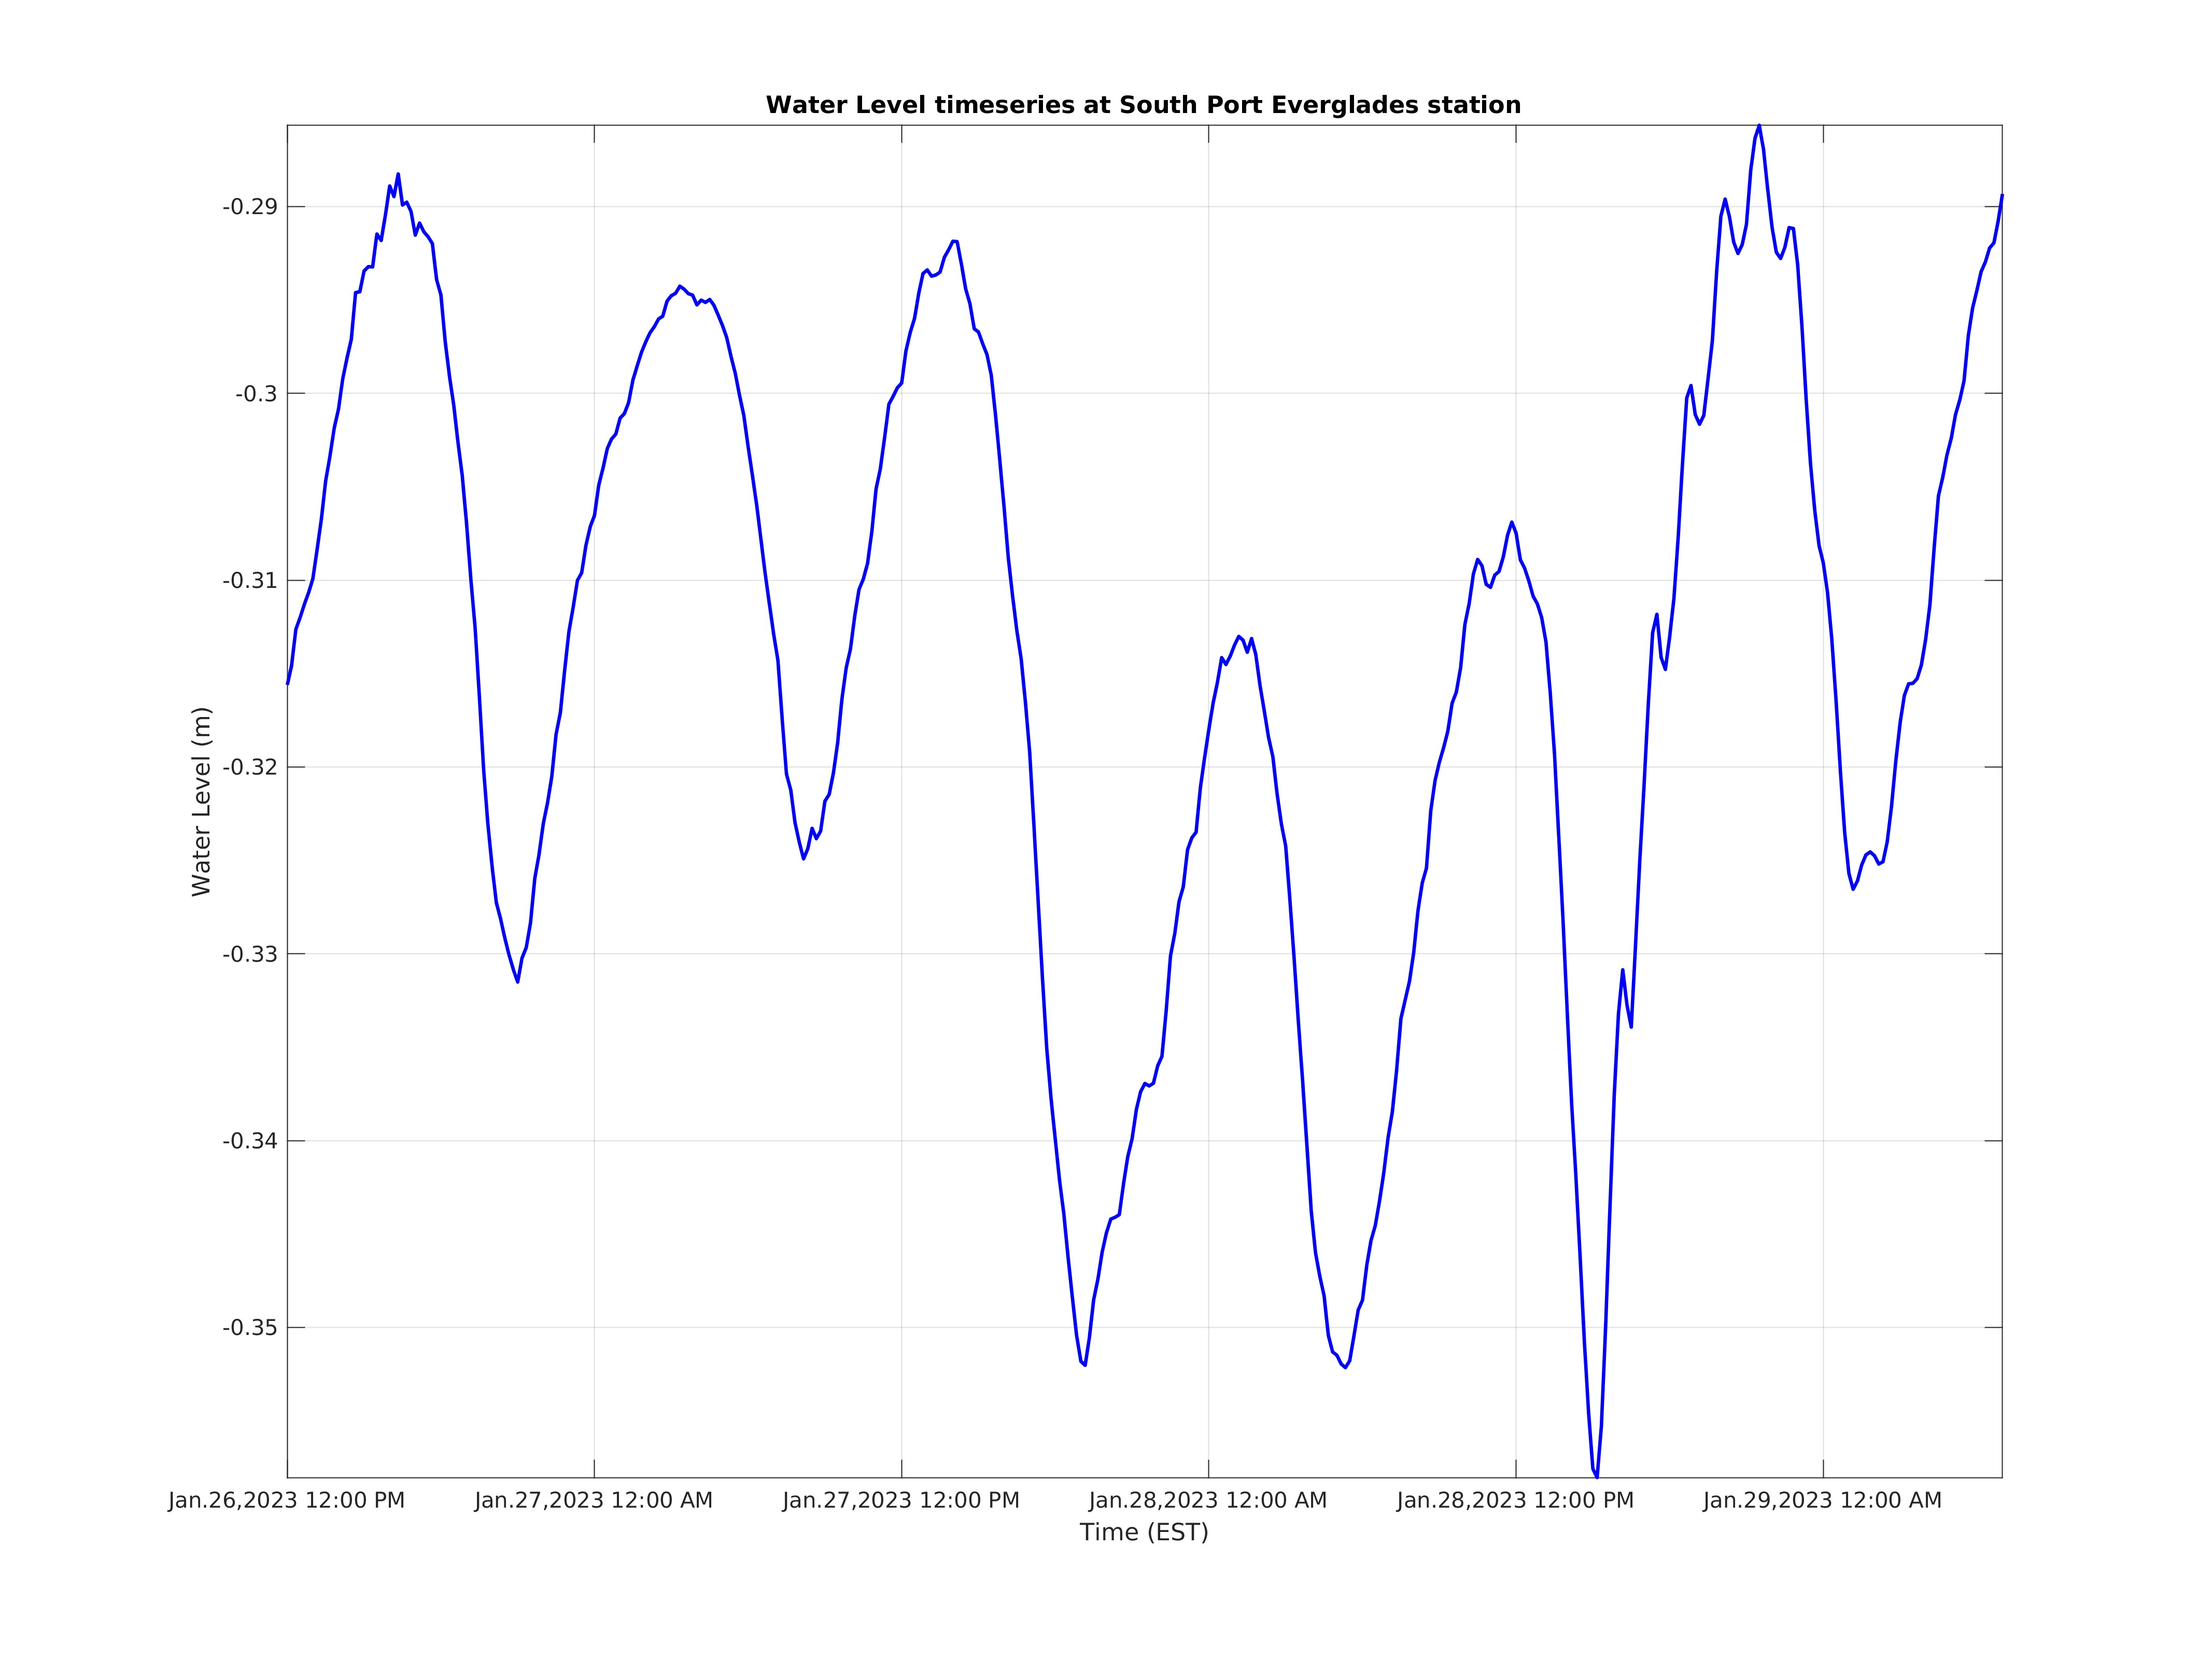 Water Level timeseries at South Port Everglades station
-0.29
-0.3
-0.31
-0.32
-0.33
-0.34
-0.35
Water Level (m)
Jan.26,2023 12:00 PM
Jan.27,2023 12:00 AM
Jan.27,2023 12:00 PM
Jan.28,2023 12:00 AM
Jan.28,2023 12:00 PM
Jan.29,2023 12:00 AM
Time (EST)